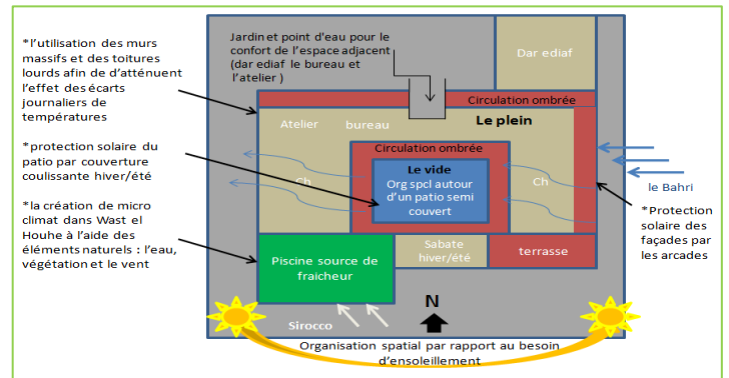 *l'utilisation des murs
massifs et des toitures
lourds afin de d'atténuent
l'effet des écarts
journaliers de
températures
*protection solaire du
patio par couverture
coulissante hiver/été
*la création de micro
climat dans Wast el
Houhe à l'aide des
éléments naturels : l'eau,
végétation et le vent
Jardin et point d'eau pour le
confort de l'espace adjacent
(dar ediaf le bureau et
l'atelier )
Dar ediaf
Circulation ombrée
Atelier
bureau
Le plein
Circulation ombrée
Le vide
Org spcl autour
d'un patio semi
couvert
Ch
Ch
le Bahri
*Protection
solaire des
façades par
les arcades
Piscine source de
fraicheur
Sabate
hiver/été
terrasse
N
Sirocco
Organisation spatial par rapport au besoin
d'ensoleillement